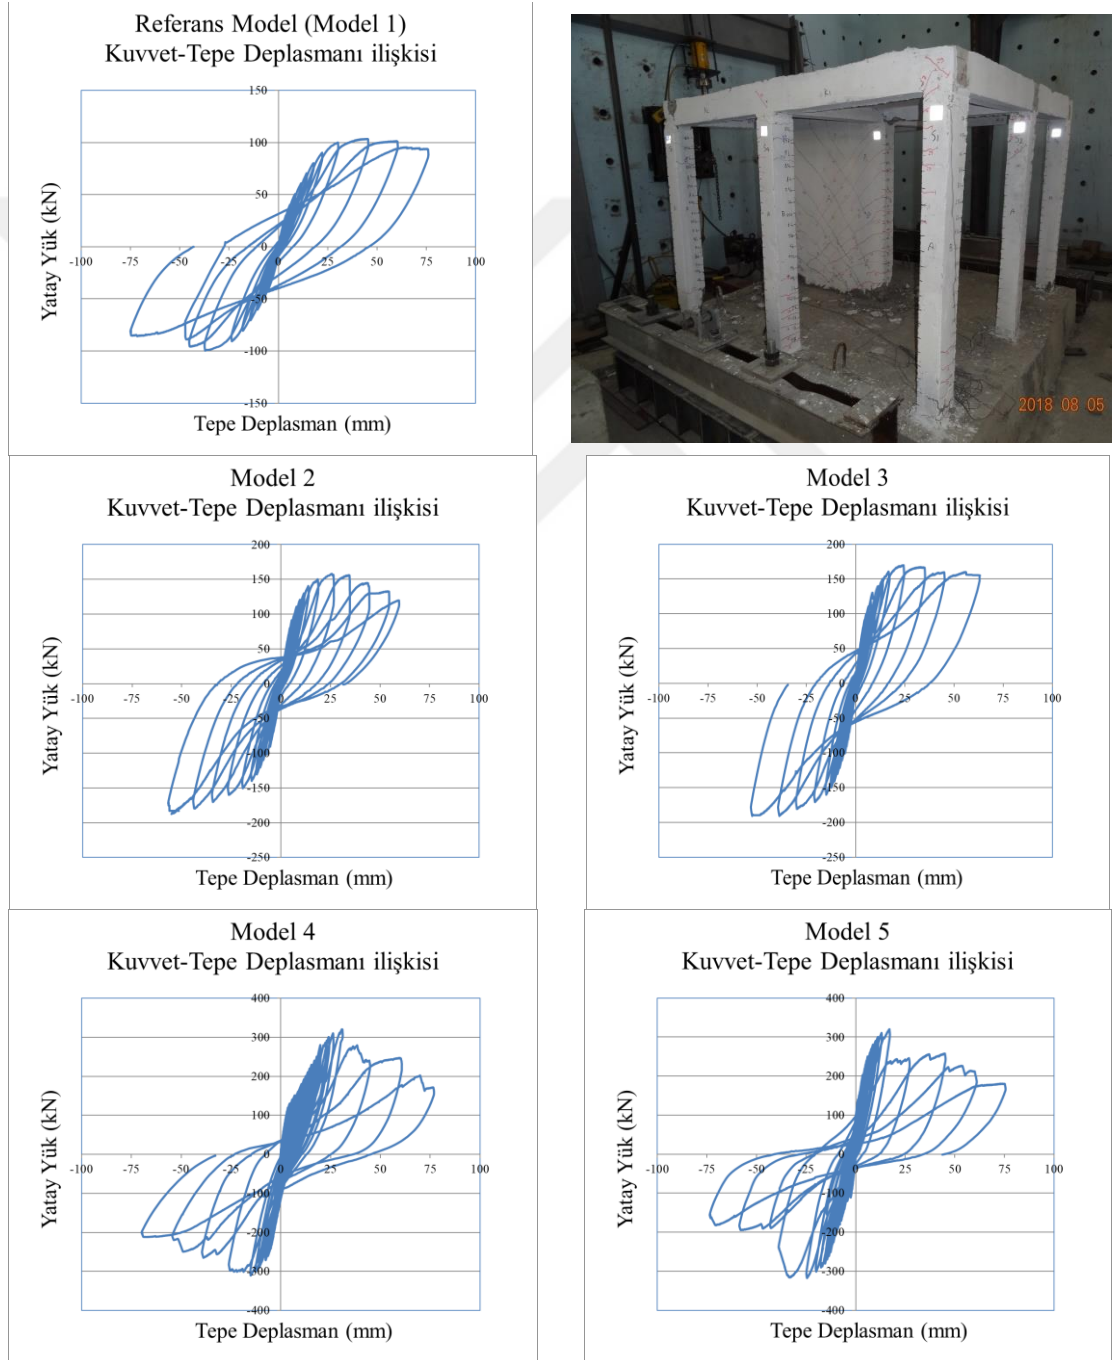 Referans Model (Model 1)
Kuvvet-Tepe Deplasmanı ilişkisi
150
100
50
0
-50
-100
-150
-100 -75 -50 -25 0 25 50 75 100
Yatay Yük (kN)
Tepe Deplasman (mm)
2018 08 05
Model 2
Kuvvet-Tepe Deplasmanı ilişkisi
200
150
100
50
0
-50
-100
-150
-200
-250
-100 -75 -50 -25 0 25 50 75 100
Yatay Yük (kN)
Tepe Deplasman (mm)
Model 3
Kuvvet-Tepe Deplasmanı ilişkisi
200
150
100
50
0
-50
-100
-150
-200
-250
-100 -75 -50 -25 0 25 50 75 100
Yatay Yük (kN)
Tepe Deplasman (mm)
Model 4
Kuvvet-Tepe Deplasmanı ilişkisi
400
300
200
100
0
-100
-200
-300
-400
-100 -75 -50 -25 0 25 50 75 100
Yatay Yük (kN)
Tepe Deplasman (mm)
Model 5
Kuvvet-Tepe Deplasmanı ilişkisi
400
300
200
100
0
-100
-200
-300
-400
-100 -75 -50 -25 0 25 50 75 100
Yatay Yük (kN)
Tepe Deplasman (mm)